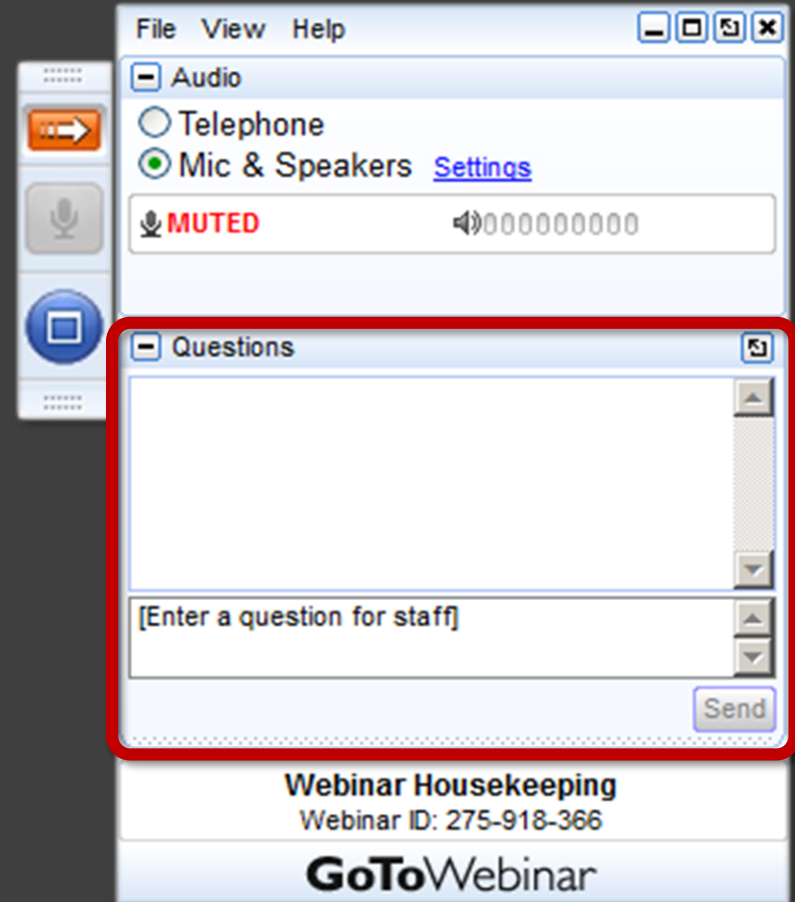 File View Help
Audio
Telephone
Mic & Speakers Settings
MUTED
Questions
[Enter a question for staff]
Send
Webinar Housekeeping
Webinar ID: 275-918-366
GoToWebinar